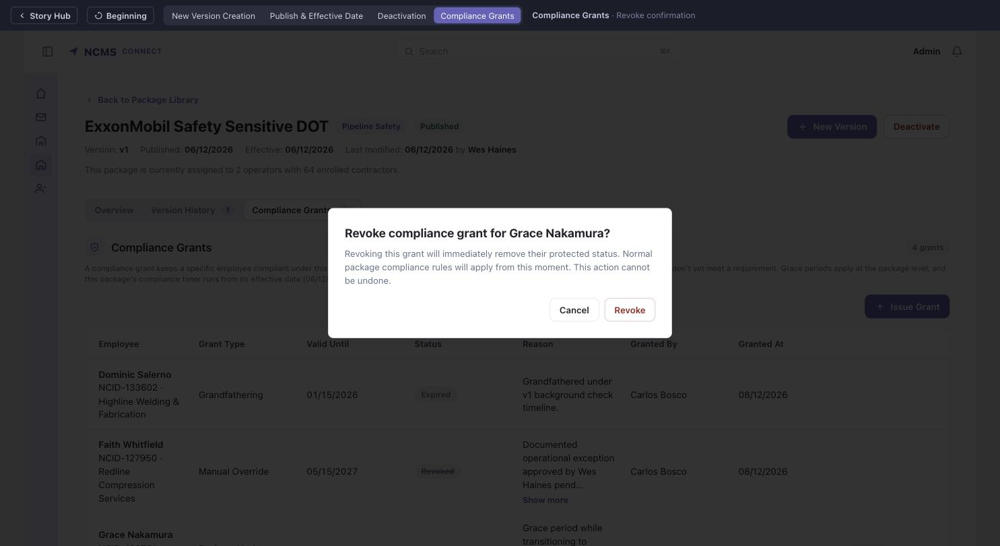 Story Hub
Beginning
New Version Creation
Publish & Effective Date
Deactivation
Compliance Grants
Compliance Grants · Revoke confirmation
NCMS CONNECT
Search
⌘K
Admin
Back to Package Library
ExxonMobil Safety Sensitive DOT
Pipeline Safety
Published
New Version
Deactivate
Version: v1
Published: 06/12/2026
Effective: 06/12/2026
Last modified: 06/12/2026 by Wes Haines
This package is currently assigned to 2 operators with 64 enrolled contractors.
Overview
Version History 1
Compliance Grants
Revoke compliance grant for Grace Nakamura?
Revoking this grant will immediately remove their protected status. Normal
package compliance rules will apply from this moment. This action cannot
be undone.
Cancel
Revoke
Compliance Grants
4 grants
A compliance grant keeps a specific employee compliant under this
don't yet meet a requirement. Grace periods apply at the package level, and
this package's compliance timer runs from its effective date (06/12/
Issue Grant
Employee
Grant Type
Valid Until
Status
Reason
Granted By
Granted At
Dominic Salerno
NCID-133602 ·
Highline Welding &
Fabrication
Grandfathering
01/15/2026
Expired
Grandfathered under
v1 background check
timeline.
Carlos Bosco
08/12/2026
Faith Whitfield
NCID-127950 ·
Redline
Compression
Services
Manual Override
05/15/2027
Revoked
Documented
operational exception
approved by Wes
Haines pend...
Show more
Carlos Bosco
08/12/2026
Grace Nakamura
Grace period while
transitioning to